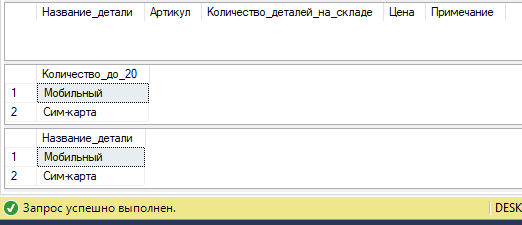 Название_детали Артикул Количество_деталей_на_складе Цена Примечание
Количество_до_20
1 Мобильный
2 Сим-карта
Название_детали
1 Мобильный
2 Сим-карта
Запрос успешно выполнен. DESK